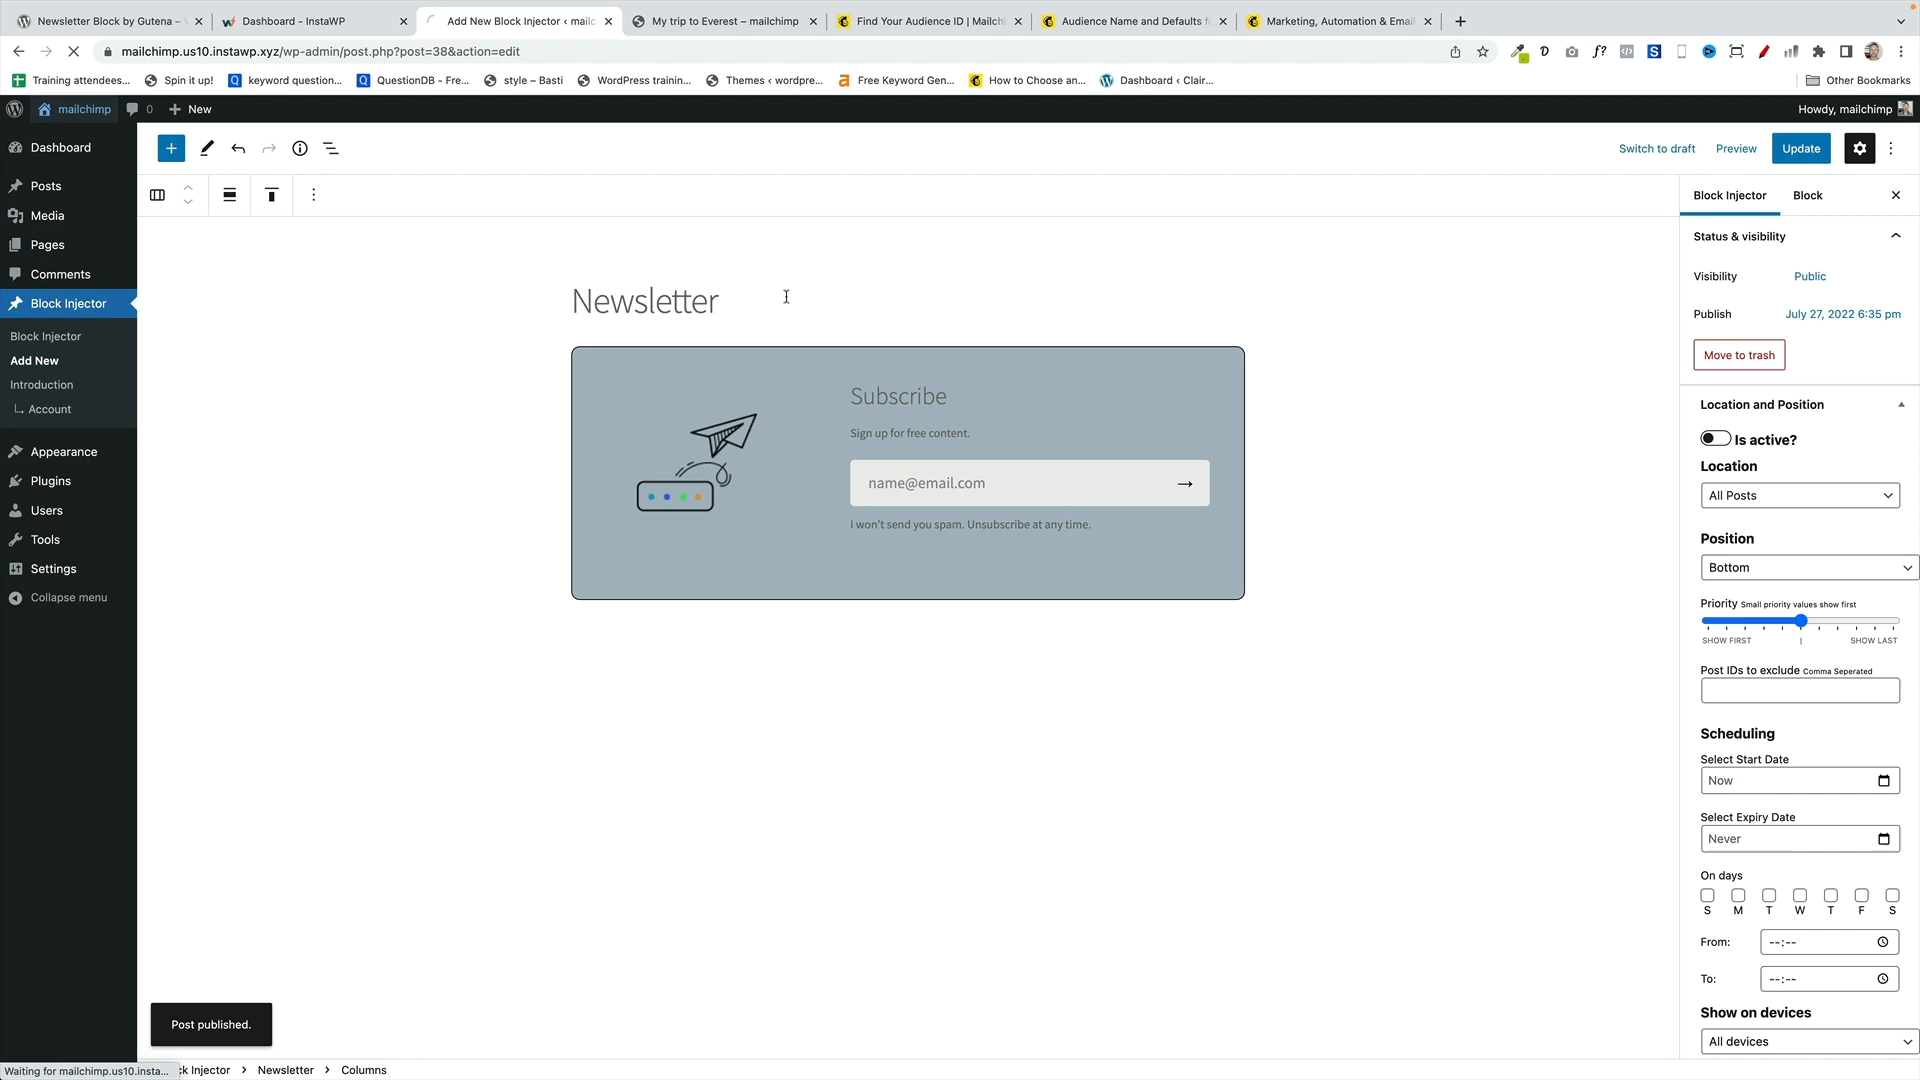 Newsletter Block by Gutena –
Dashboard - InstaWP
Add New Block Injector ‹ mailc
My trip to Everest – mailchimp
Find Your Audience ID | Mailchi
Audience Name and Defaults fo
Marketing, Automation & Email
mailchimp.us10.instawp.xyz/wp-admin/post.php?post=38&action=edit
Training attendees...
Spin it up!
keyword question...
QuestionDB - Fre...
style – Basti
WordPress trainin...
Themes ‹ wordpre...
Free Keyword Gen...
How to Choose an...
Dashboard ‹ Clair...
Other Bookmarks
mailchimp
0
New
Howdy, mailchimp
Dashboard
Posts
Media
Pages
Comments
Block Injector
Block Injector
Add New
Introduction
Account
Appearance
Plugins
Users
Tools
Settings
Collapse menu
Switch to draft
Preview
Update
Newsletter
Subscribe
Sign up for free content.
name@email.com
→
I won't send you spam. Unsubscribe at any time.
Block Injector
Block
Status & visibility
Visibility
Public
Publish
July 27, 2022 6:35 pm
Move to trash
Location and Position
Is active?
Location
All Posts
Position
Bottom
Priority Small priority values show first
SHOW FIRST | SHOW LAST
Post IDs to exclude Comma Seperated
Scheduling
Select Start Date
Now
Select Expiry Date
Never
On days
S M T W T F S
From:
--:--
To:
--:--
Show on devices
All devices
Post published.
Waiting for mailchimp.us10.insta...
ck Injector › Newsletter › Columns